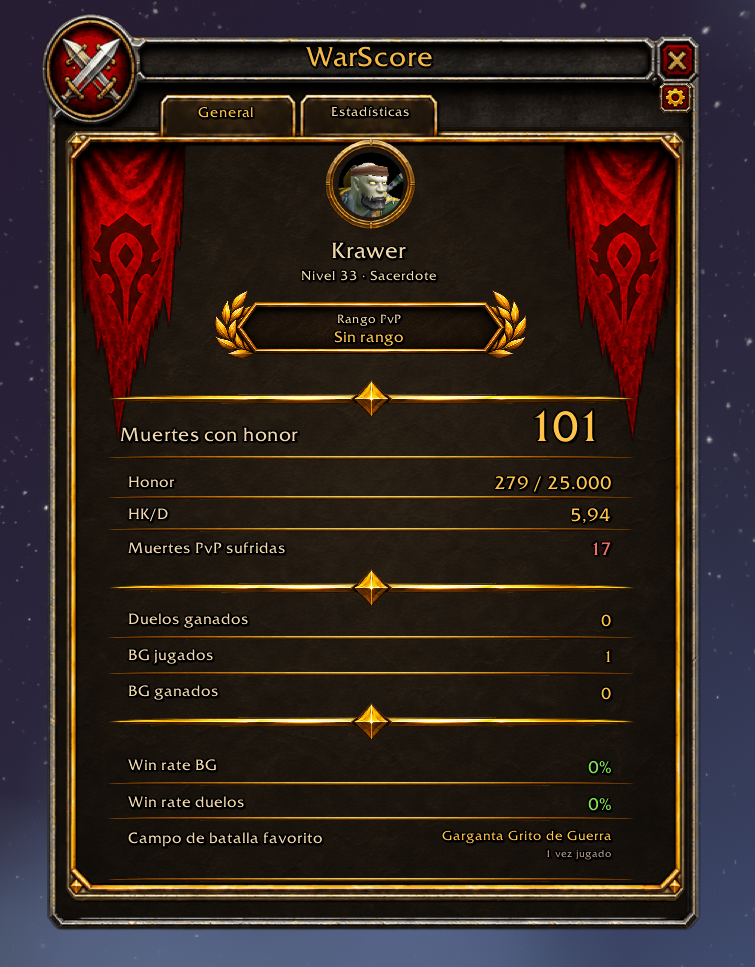 WarScore
General
Estadísticas
Krawer
Nivel 33 · Sacerdote
Rango PvP
Sin rango
Muertes con honor 101
Honor 279 / 25.000
HK/D 5,94
Muertes PvP sufridas 17
Duelos ganados 0
BG jugados 1
BG ganados 0
Win rate BG 0%
Win rate duelos 0%
Campo de batalla favorito Garganta Grito de Guerra
1 vez jugado